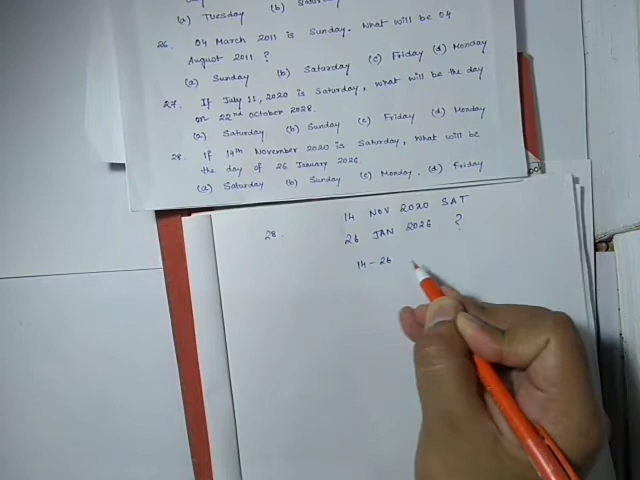 (a) Tuesday (b)
26. 04 March 2011 is Sunday. What will be 04
August 2011 ?
(a) Sunday (b) Saturday (c) Friday (d) Monday
27. If July 11, 2020 is Saturday, what will be the day
on 22nd October 2028.
(a) Saturday (b) Sunday (c) Friday (d) Monday
28. If 14th November 2020 is Saturday, what will be
the day of 26 January 2026.
(a) Saturday (b) Sunday (c) Monday (d) Friday
28. 14 NOV 2020 SAT
26 JAN 2026 ?
14 - 26